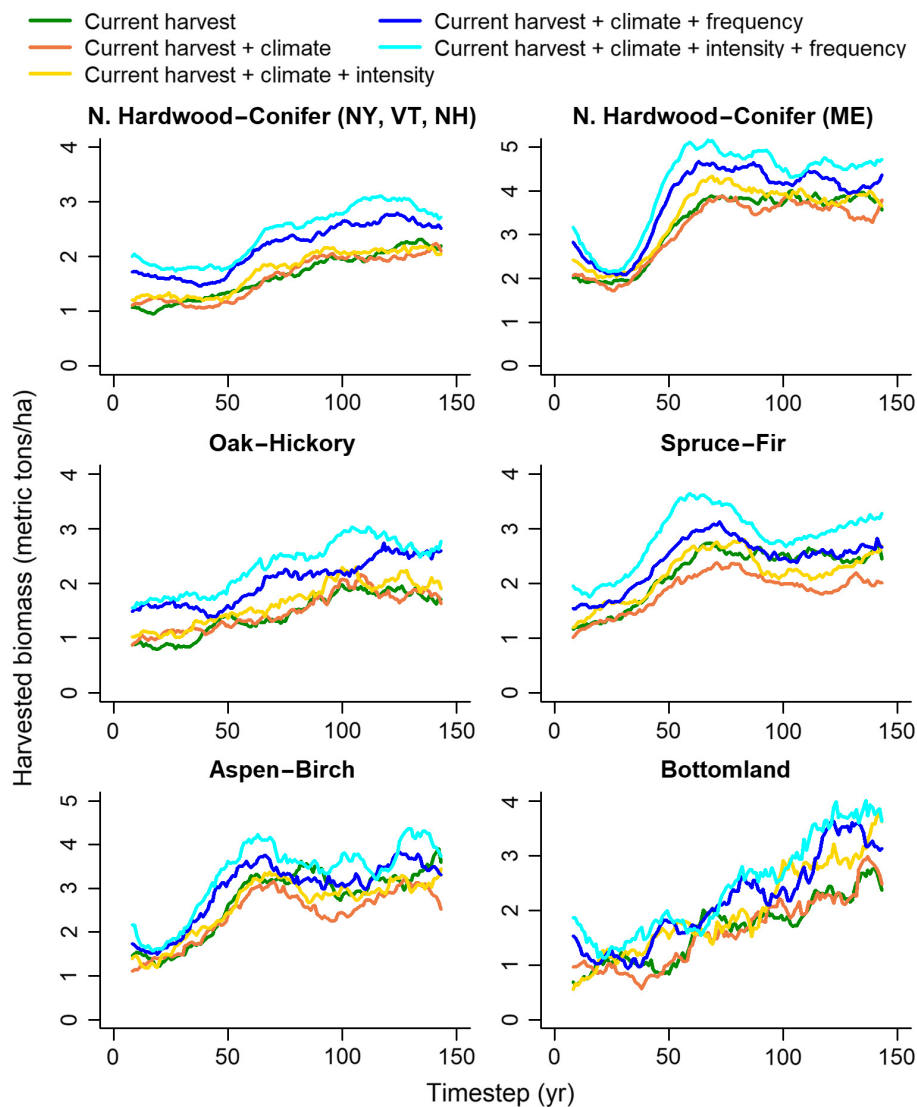 Current harvest
Current harvest + climate
Current harvest + climate + intensity
Current harvest + climate + frequency
Current harvest + climate + intensity + frequency
N. Hardwood−Conifer (NY, VT, NH)
4
3
2
1
0
0 50 100 150
N. Hardwood−Conifer (ME)
5
4
3
2
1
0
0 50 100 150
Oak−Hickory
4
3
2
1
0
0 50 100 150
Spruce−Fir
4
3
2
1
0
0 50 100 150
Aspen−Birch
5
4
3
2
1
0
0 50 100 150
Bottomland
4
3
2
1
0
0 50 100 150
Harvested biomass (metric tons/ha)
Timestep (yr)